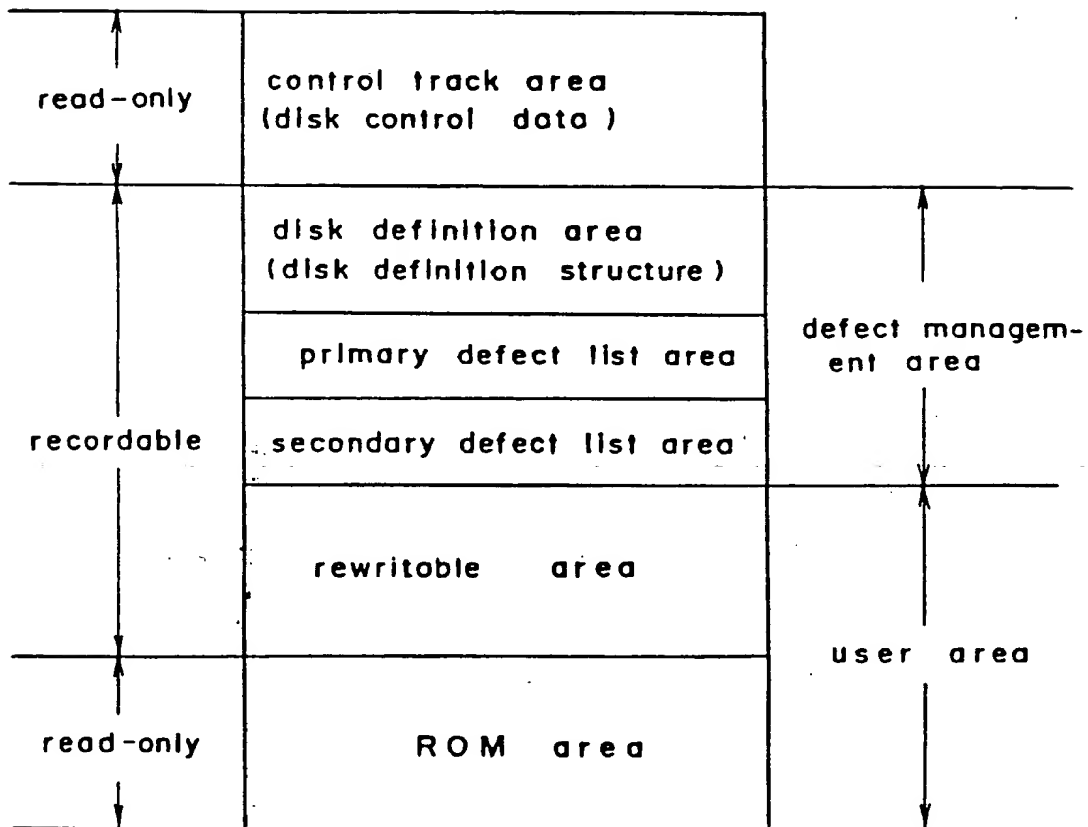 read-only
control track area
(disk control data)
disk definition area
(disk definition structure)
primary defect list area
defect managem-
ent area
recordable
secondary defect list area
rewritable area
user area
read-only
ROM area